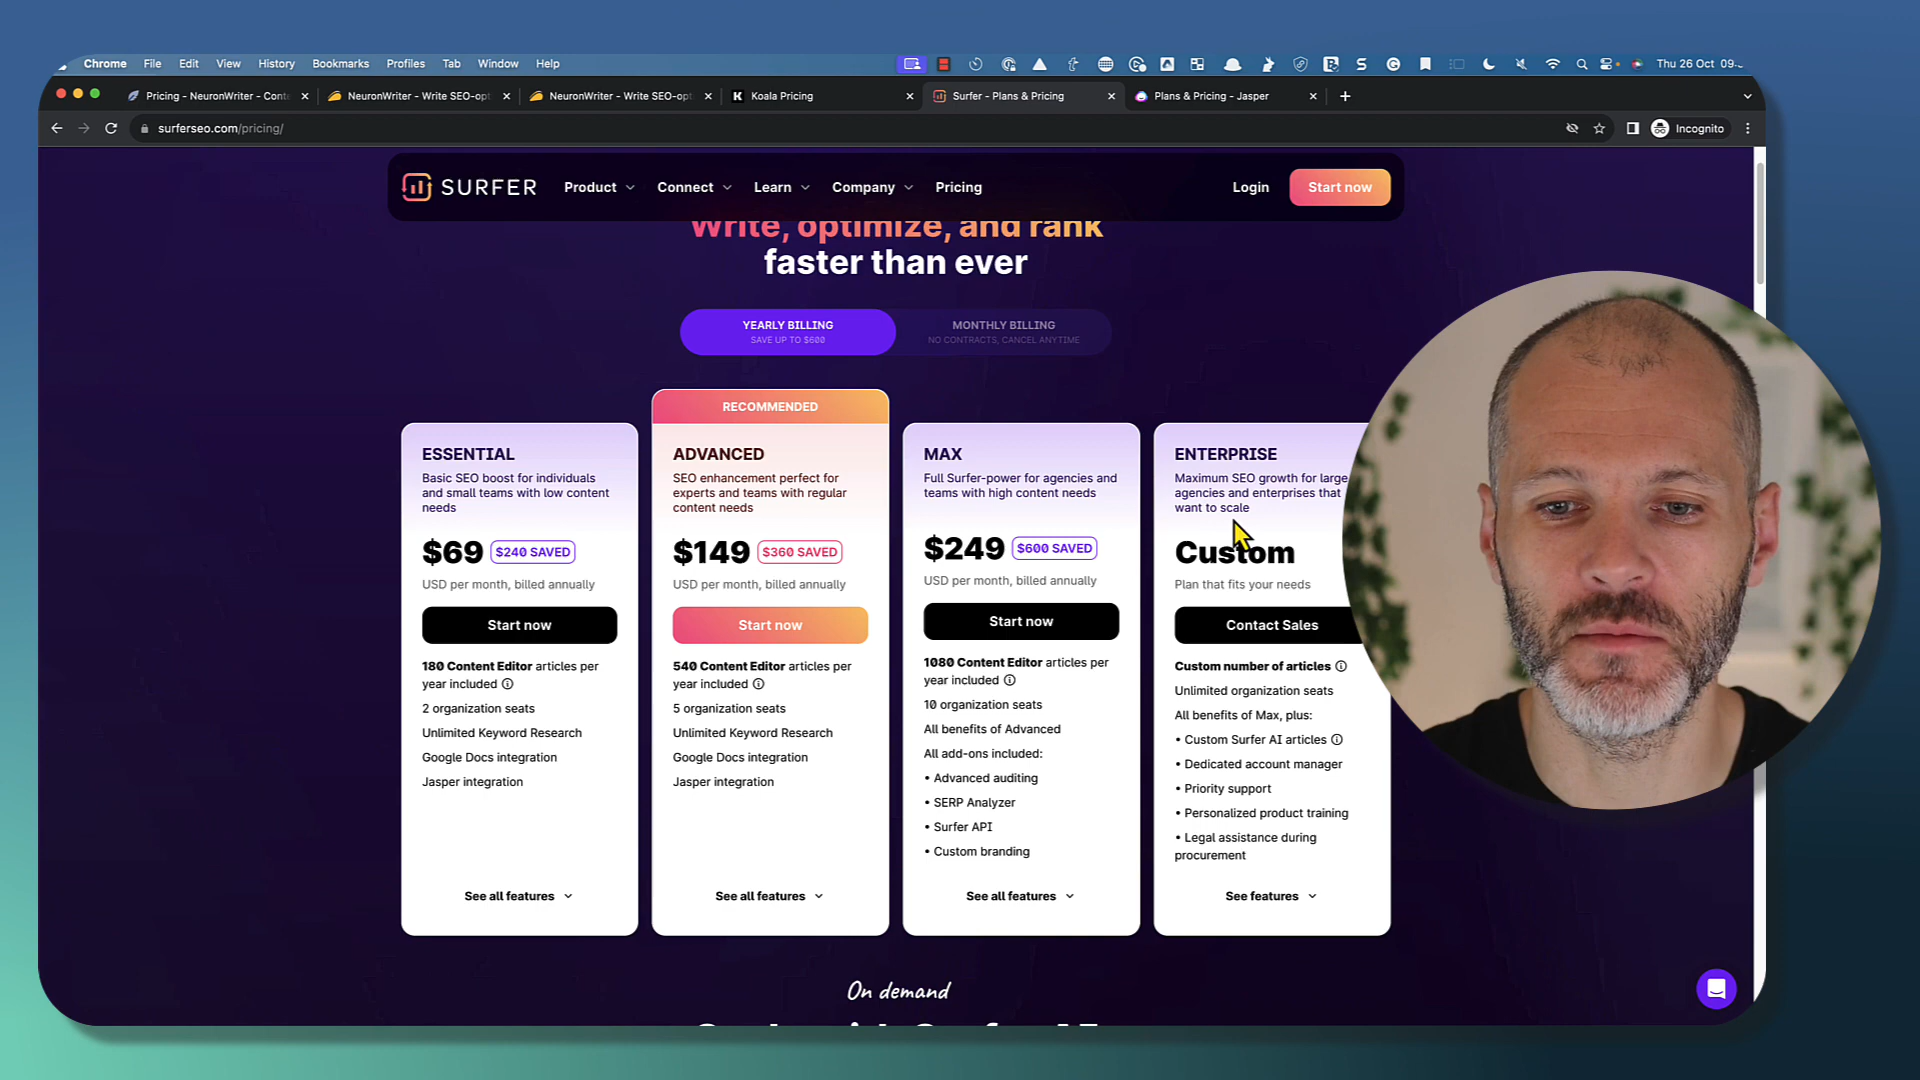 Chrome File Edit View History Bookmarks Profiles Tab Window Help
Thu 26 Oct 09
Pricing - NeuronWriter - Conte
NeuronWriter - Write SEO-opt
NeuronWriter - Write SEO-opt
Koala Pricing
Surfer - Plans & Pricing
Plans & Pricing - Jasper
surferseo.com/pricing/
Incognito
SURFER
Product
Connect
Learn
Company
Pricing
Login
Start now
Write, optimize, and rank
faster than ever
YEARLY BILLING
SAVE UP TO $600
MONTHLY BILLING
NO CONTRACTS, CANCEL ANYTIME
ESSENTIAL
Basic SEO boost for individuals
and small teams with low content
needs
$69 $240 SAVED
USD per month, billed annually
Start now
180 Content Editor articles per
year included
2 organization seats
Unlimited Keyword Research
Google Docs integration
Jasper integration
See all features
RECOMMENDED
ADVANCED
SEO enhancement perfect for
experts and teams with regular
content needs
$149 $360 SAVED
USD per month, billed annually
Start now
540 Content Editor articles per
year included
5 organization seats
Unlimited Keyword Research
Google Docs integration
Jasper integration
See all features
MAX
Full Surfer-power for agencies and
teams with high content needs
$249 $600 SAVED
USD per month, billed annually
Start now
1080 Content Editor articles per
year included
10 organization seats
All benefits of Advanced
All add-ons included:
• Advanced auditing
• SERP Analyzer
• Surfer API
• Custom branding
See all features
ENTERPRISE
Maximum SEO growth for large
agencies and enterprises that
want to scale
Custom
Plan that fits your needs
Contact Sales
Custom number of articles
Unlimited organization seats
All benefits of Max, plus:
• Custom Surfer AI articles
• Dedicated account manager
• Priority support
• Personalized product training
• Legal assistance during
procurement
See features
On demand